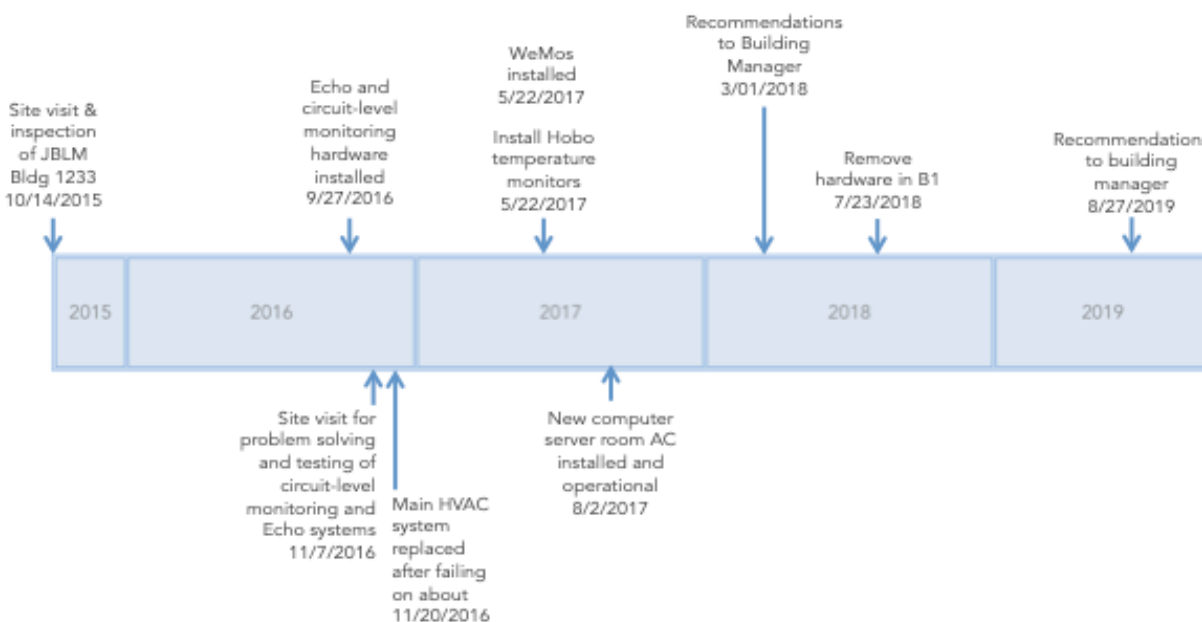 Site visit &
inspection
of JBLM
Bldg 1233
10/14/2015
Echo and
circuit-level
monitoring
hardware
installed
9/27/2016
WeMos
installed
5/22/2017
Install Hobo
temperature
monitors
5/22/2017
Recommendations
to Building
Manager
3/01/2018
Remove
hardware in B1
7/23/2018
Recommendation
to building
manager
8/27/2019
2015
2016
2017
2018
2019
Site visit for
problem solving
and testing of
circuit-level
monitoring and
Echo systems
11/7/2016
Main HVAC
system
replaced
after failing
on about
11/20/2016
New computer
server room AC
installed and
operational
8/2/2017